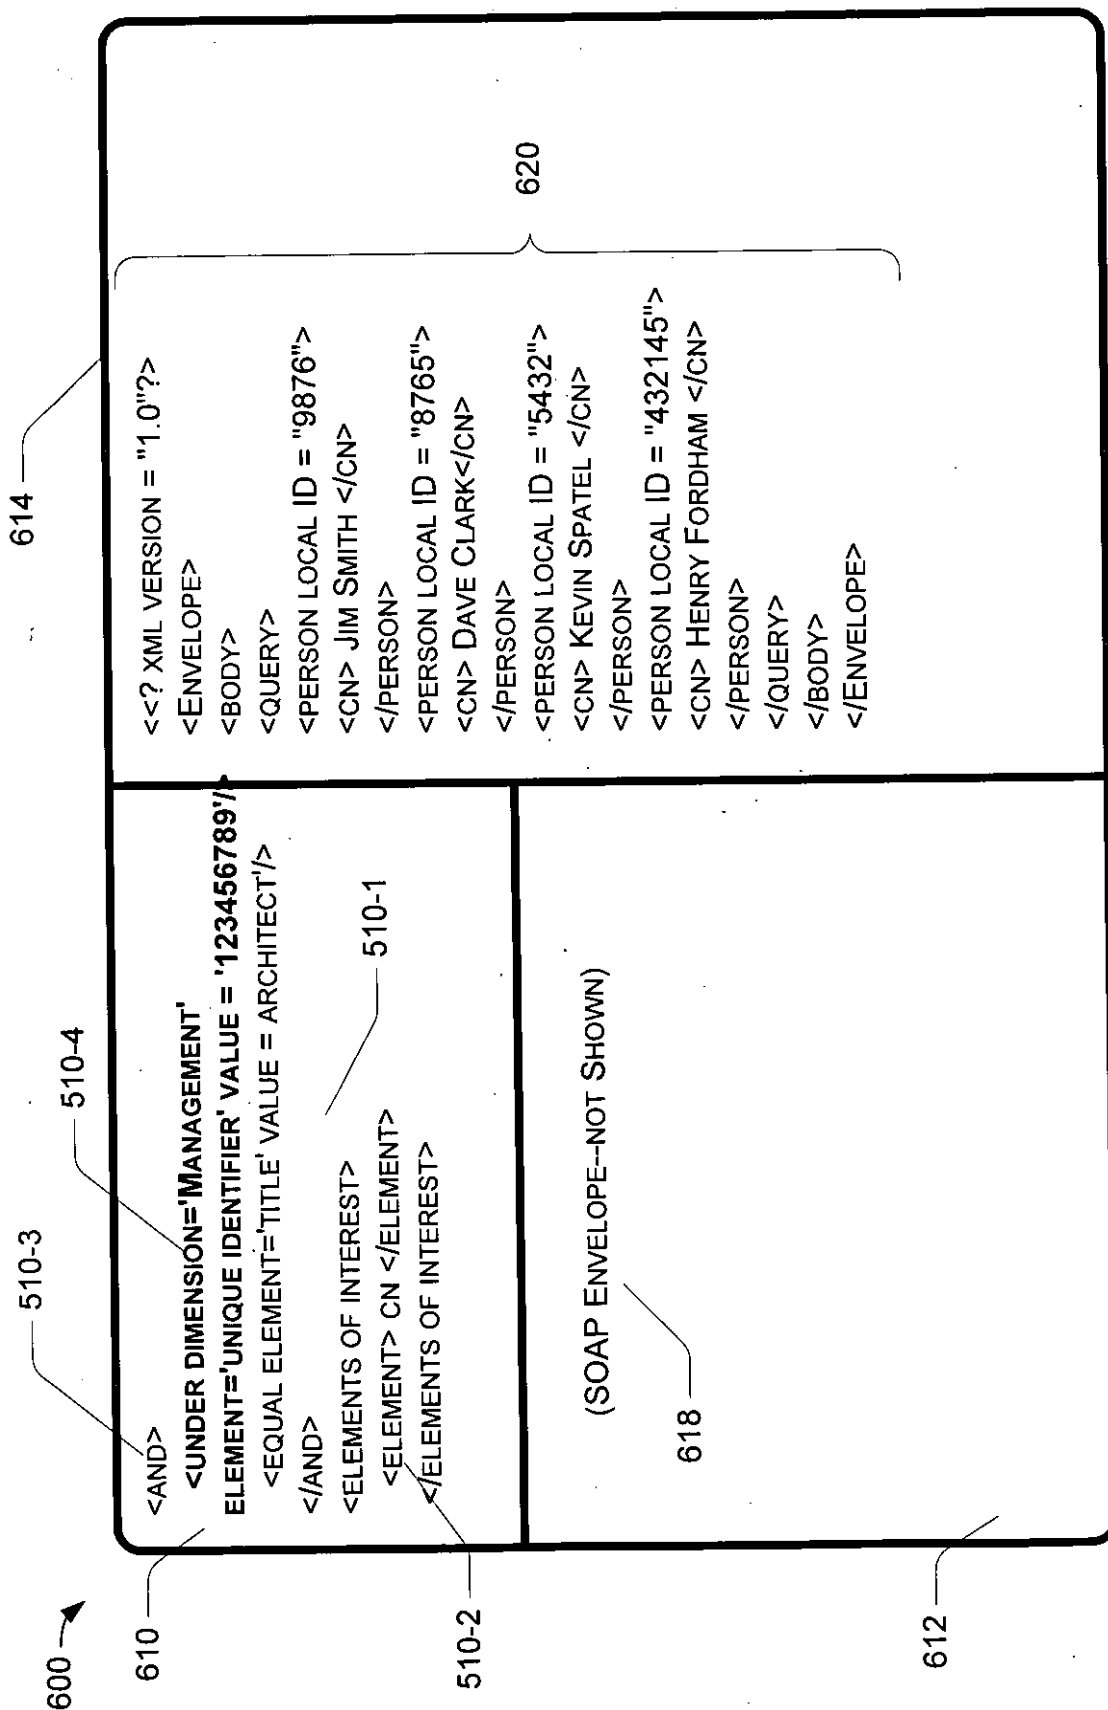 600
610
510-3
510-4
<AND>
<UNDER DIMENSION='MANAGEMENT'
ELEMENT='UNIQUE IDENTIFIER' VALUE = '123456789'/
<EQUAL ELEMENT='TITLE' VALUE = ARCHITECT'/>
</AND>
<ELEMENTS OF INTEREST>
<ELEMENT> CN </ELEMENT>
</ELEMENTS OF INTEREST>
510-1
510-2
(SOAP ENVELOPE--NOT SHOWN)
618
612
614
<<? XML VERSION = "1.0"?>
<ENVELOPE>
<BODY>
<QUERY>
<PERSON LOCAL ID = "9876">
<CN> JIM SMITH </CN>
</PERSON>
<PERSON LOCAL ID = "8765">
<CN> DAVE CLARK</CN>
</PERSON>
<PERSON LOCAL ID = "5432">
<CN> KEVIN SPATEL </CN>
</PERSON>
<PERSON LOCAL ID = "432145">
<CN> HENRY FORDHAM </CN>
</PERSON>
</QUERY>
</BODY>
</ENVELOPE>
620